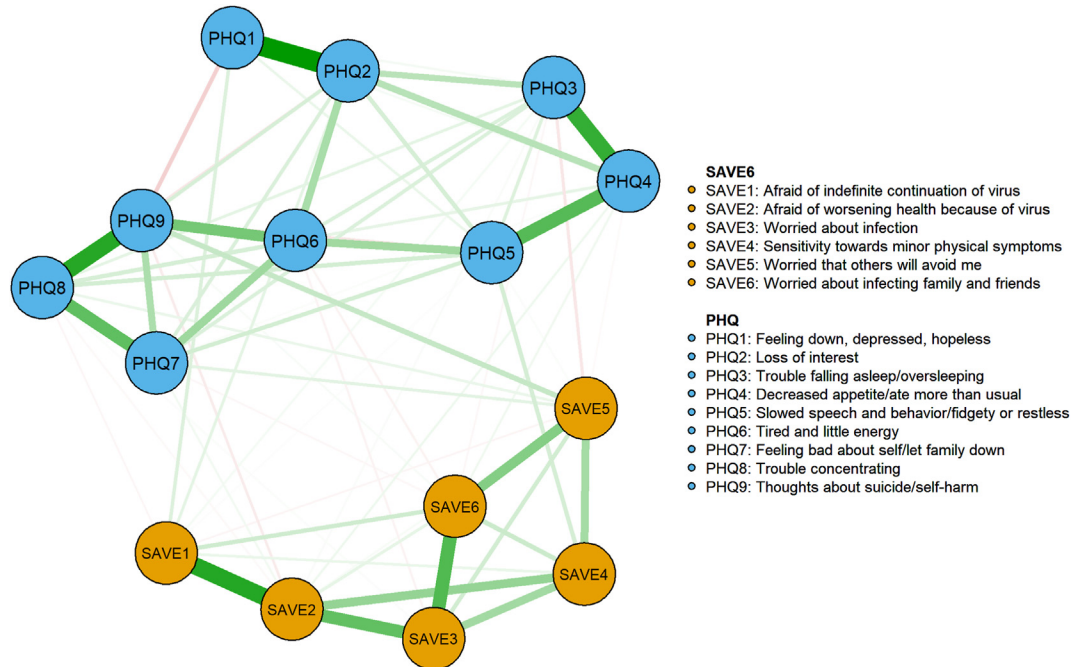 PHQ1
PHQ2
PHQ3
PHQ4
PHQ9
PHQ6
PHQ5
PHQ8
PHQ7
SAVE5
SAVE6
SAVE1
SAVE4
SAVE2
SAVE3
SAVE6
SAVE1: Afraid of indefinite continuation of virus
SAVE2: Afraid of worsening health because of virus
SAVE3: Worried about infection
SAVE4: Sensitivity towards minor physical symptoms
SAVE5: Worried that others will avoid me
SAVE6: Worried about infecting family and friends
PHQ
PHQ1: Feeling down, depressed, hopeless
PHQ2: Loss of interest
PHQ3: Trouble falling asleep/oversleeping
PHQ4: Decreased appetite/ate more than usual
PHQ5: Slowed speech and behavior/fidgety or restless
PHQ6: Tired and little energy
PHQ7: Feeling bad about self/let family down
PHQ8: Trouble concentrating
PHQ9: Thoughts about suicide/self-harm